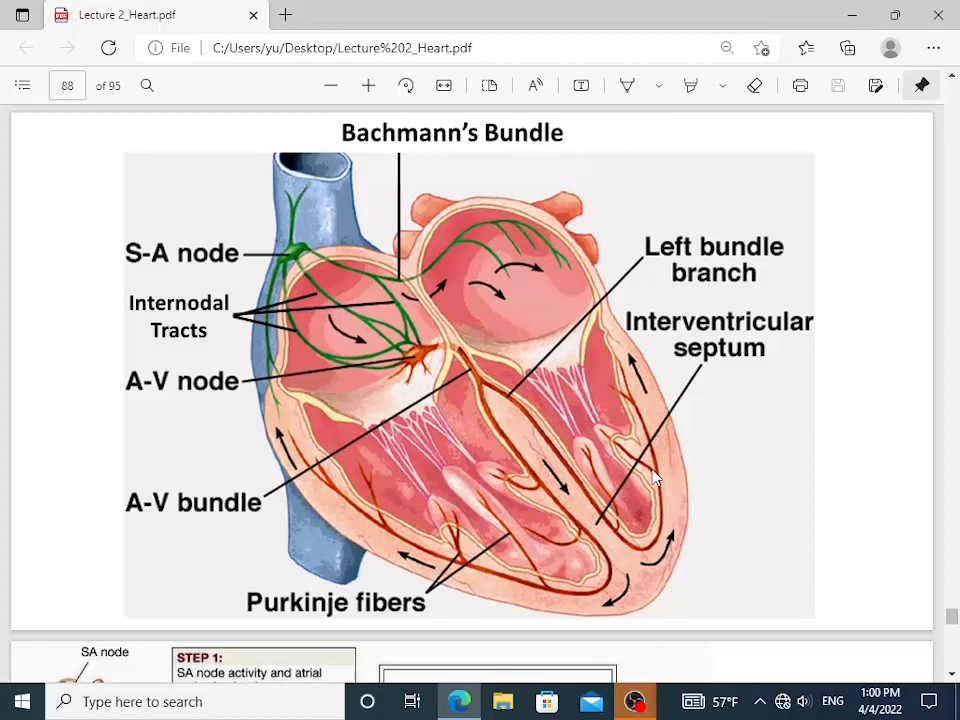 Lecture 2_Heart.pdf
File
C:/Users/yu/Desktop/Lecture%202_Heart.pdf
88 of 95
Bachmann's Bundle
S-A node
Internodal
Tracts
A-V node
A-V bundle
Purkinje fibers
Left bundle
branch
Interventricular
septum
SA node
STEP 1:
SA node activity and atrial
Type here to search
57°F
ENG
1:00 PM
4/4/2022